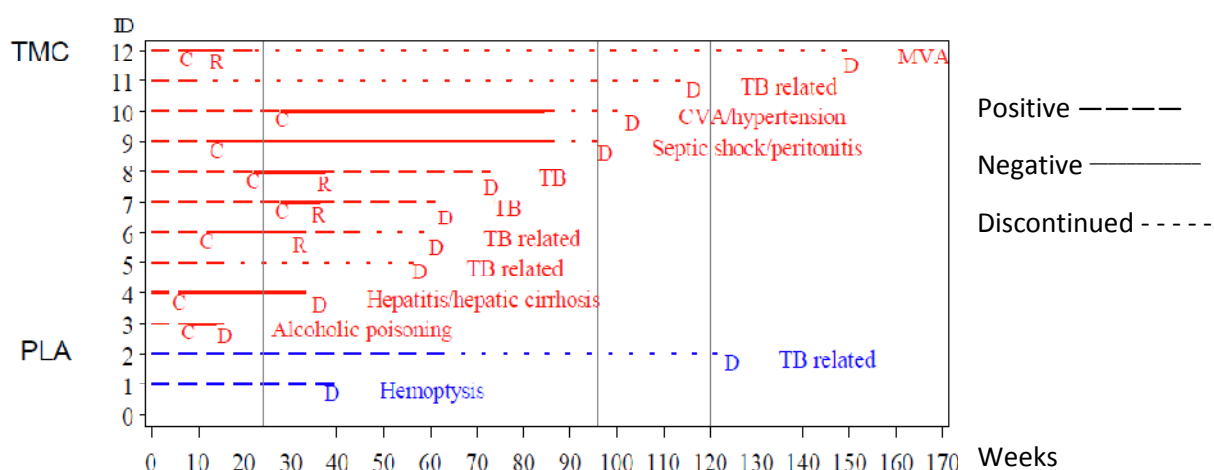 ID
TMC
12 C R D MVA
11 D TB related
10 C D CVA/hypertension
9 C D Septic shock/peritonitis
8 C R D TB
7 C R D TB
6 C R D TB related
5 D TB related
4 C D Hepatitis/hepatic cirrhosis
3 C D Alcoholic poisoning
PLA
2 D TB related
1 D Hemoptysis
0
0 10 20 30 40 50 60 70 80 90 100 110 120 130 140 150 160 170 Weeks
Positive
Negative
Discontinued